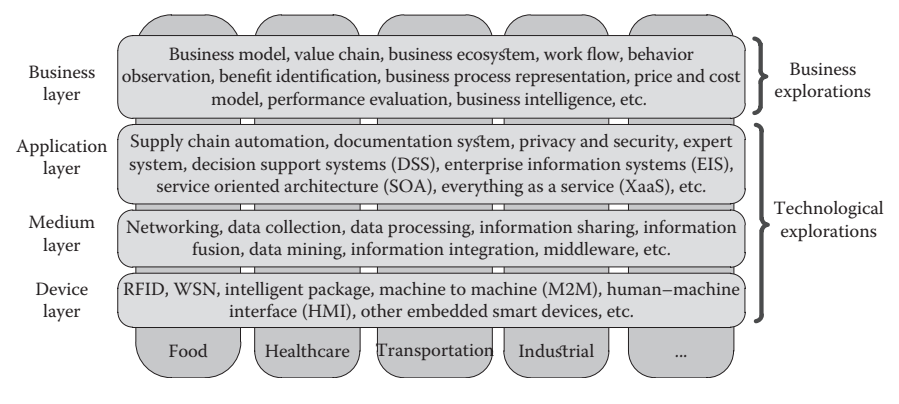 Business
layer
Business model, value chain, business ecosystem, work flow, behavior
observation, benefit identification, business process representation, price and cost
model, performance evaluation, business intelligence, etc.
Business
explorations
Application
layer
Supply chain automation, documentation system, privacy and security, expert
system, decision support systems (DSS), enterprise information systems (EIS),
service oriented architecture (SOA), everything as a service (XaaS), etc.
Technological
explorations
Medium
layer
Networking, data collection, data processing, information sharing, information
fusion, data mining, information integration, middleware, etc.
Device
layer
RFID, WSN, intelligent package, machine to machine (M2M), human–machine
interface (HMI), other embedded smart devices, etc.
Food
Healthcare
Transportation
Industrial
...